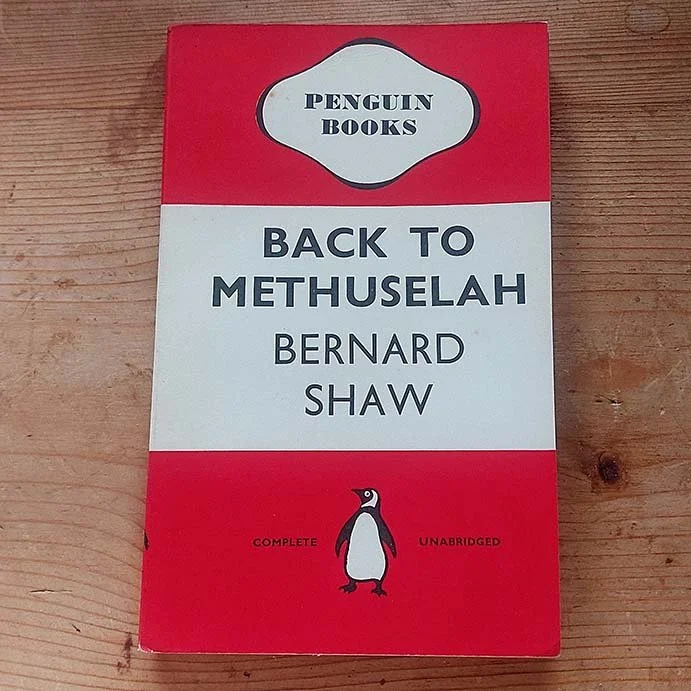 PENGUIN
BOOKS
BACK TO
METHUSELAH
BERNARD
SHAW
COMPLETE UNABRIDGED